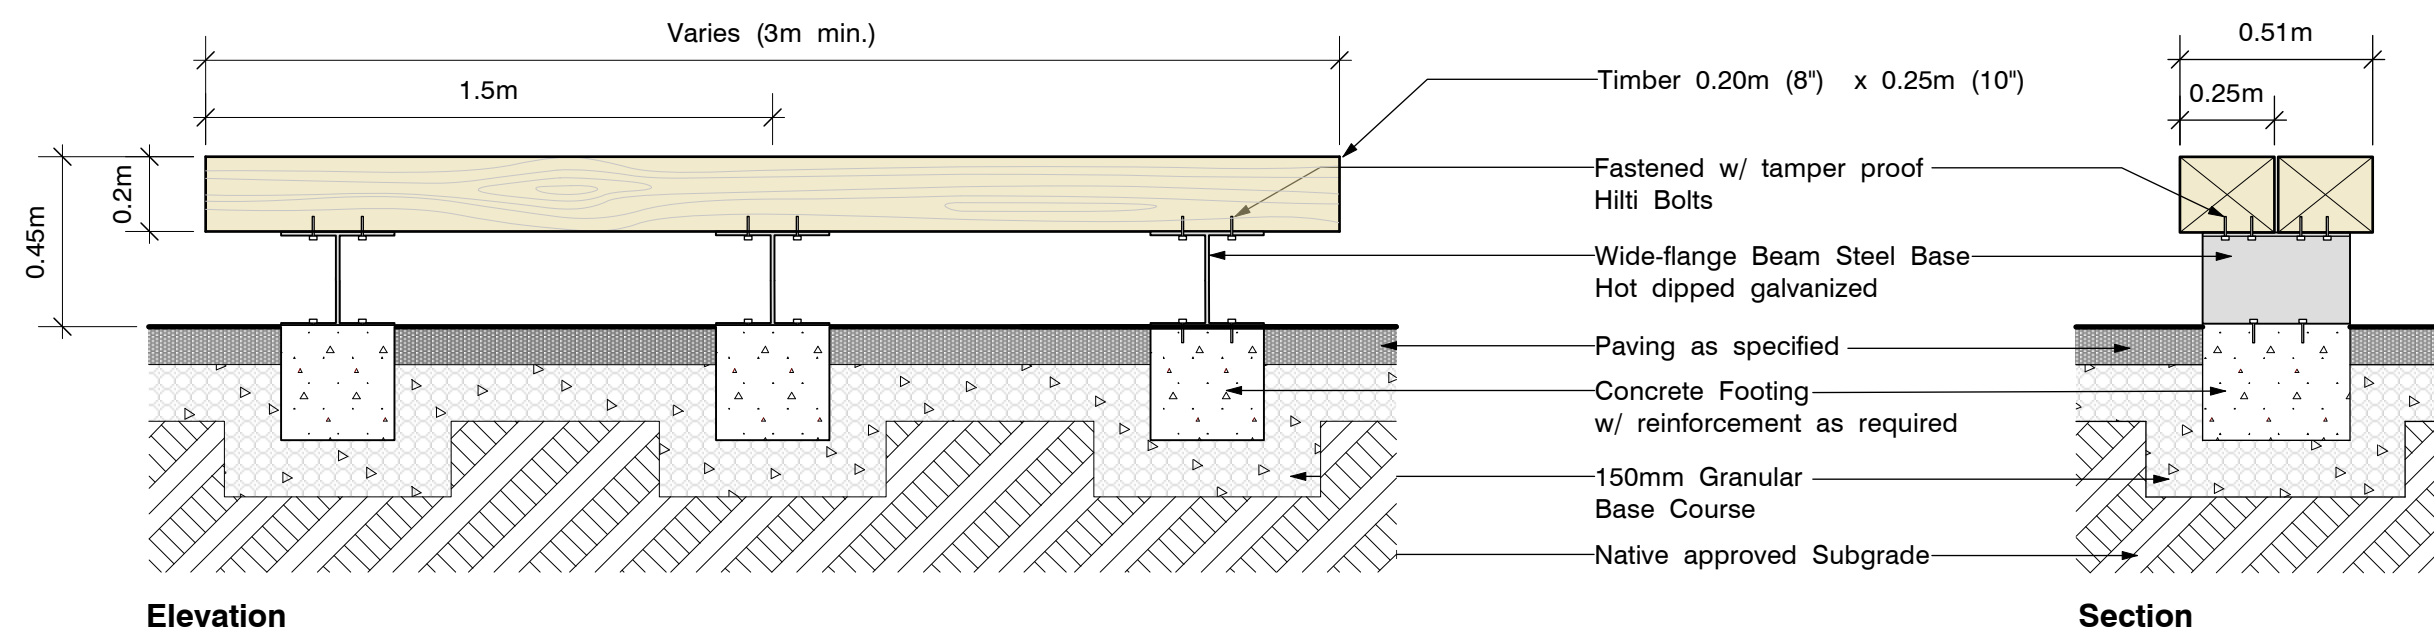 Varies (3m min.)
1.5m
0.45m
0.2m
Timber 0.20m (8") x 0.25m (10")
Fastened w/ tamper proof
Hilti Bolts
Wide-flange Beam Steel Base
Hot dipped galvanized
Paving as specified
Concrete Footing
w/ reinforcement as required
150mm Granular
Base Course
Native approved Subgrade
0.51m
0.25m
Elevation
Section